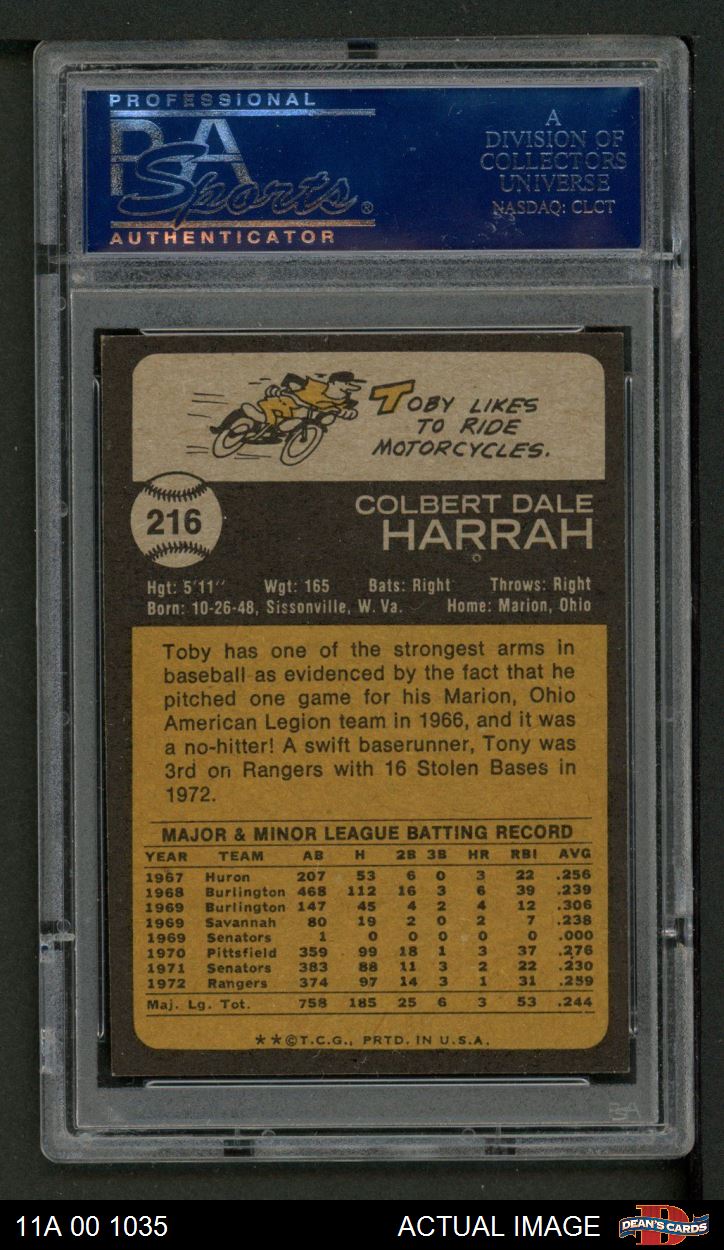 PROFESSIONAL
PSA
Sports®
AUTHENTICATOR
A
DIVISION OF
COLLECTORS
UNIVERSE
NASDAQ: CLCT
TOBY LIKES
TO RIDE
MOTORCYCLES.
216
COLBERT DALE
HARRAH
Hgt: 5'11" Wgt: 165 Bats: Right Throws: Right
Born: 10-26-48, Sissonville, W. Va. Home: Marion, Ohio
Toby has one of the strongest arms in
baseball as evidenced by the fact that he
pitched one game for his Marion, Ohio
American Legion team in 1966, and it was
a no-hitter! A swift baserunner, Tony was
3rd on Rangers with 16 Stolen Bases in
1972.
MAJOR & MINOR LEAGUE BATTING RECORD
YEAR TEAM AB H 2B 3B HR RBI AVG
1967 Huron 207 53 6 0 3 22 .256
1968 Burlington 468 112 16 3 6 39 .239
1969 Burlington 147 45 4 2 4 12 .306
1969 Savannah 80 19 2 0 2 7 .238
1969 Senators 1 0 0 0 0 0 .000
1970 Pittsfield 359 99 18 1 3 37 .276
1971 Senators 383 88 11 3 2 22 .230
1972 Rangers 374 97 14 3 1 31 .259
Maj. Lg. Tot. 758 185 25 6 3 53 .244
★★©T.C.G., PRTD. IN U.S.A.
PSA
11A 00 1035 ACTUAL IMAGE DEAN'S CARDS